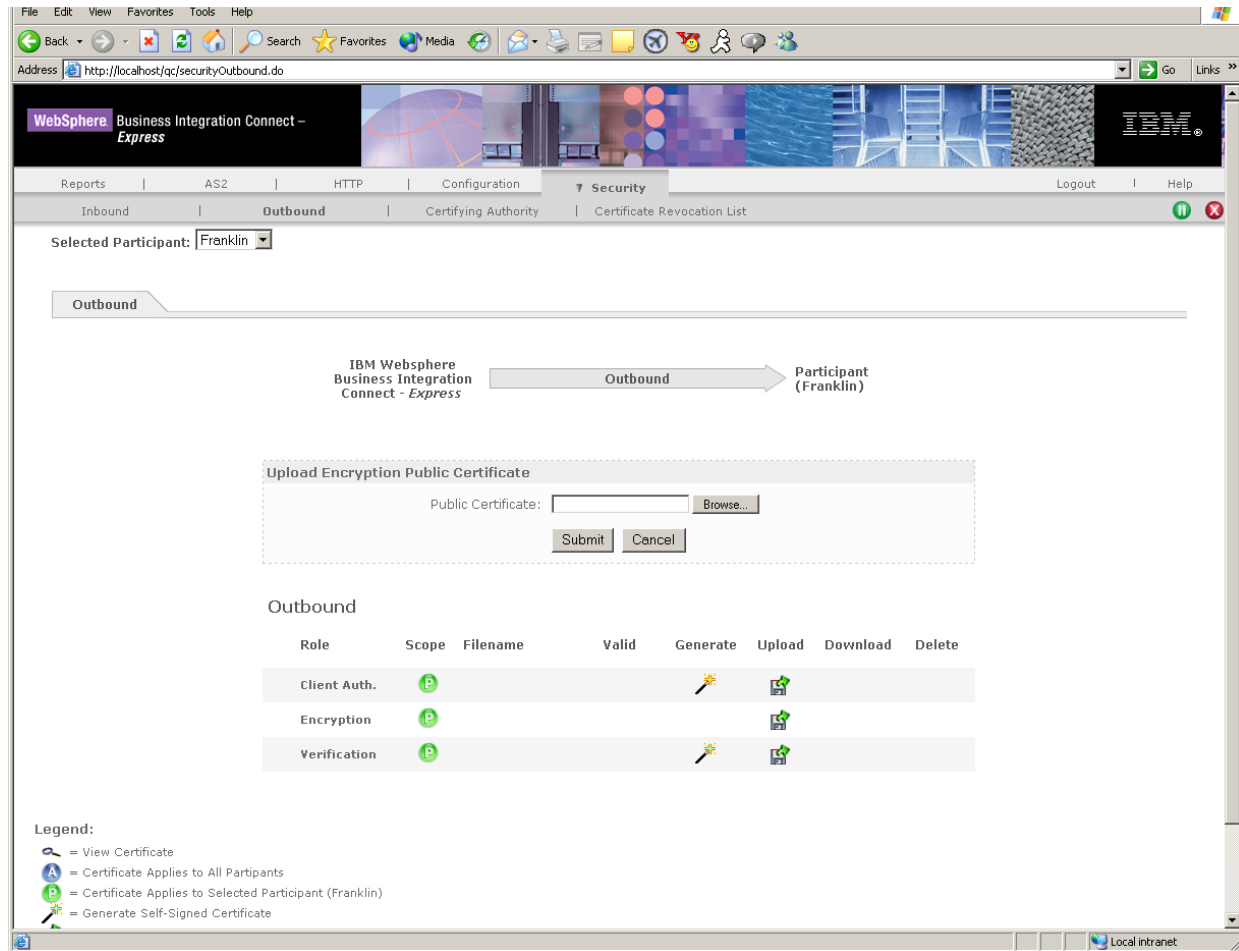 File Edit View Favorites Tools Help
Back Search Favorites Media
Address http://localhost/qc/securityOutbound.do Go Links »
WebSphere. Business Integration Connect –
Express
IBM®
Reports | AS2 | HTTP | Configuration Security Logout | Help
Inbound | Outbound | Certifying Authority | Certificate Revocation List
Selected Participant: Franklin
Outbound
IBM Websphere
Business Integration
Connect - Express
Outbound
Participant
(Franklin)
Upload Encryption Public Certificate
Public Certificate: Browse...
Submit Cancel
Outbound
Role Scope Filename Valid Generate Upload Download Delete
Client Auth. P
Encryption P
Verification P
Legend:
= View Certificate
A = Certificate Applies to All Partipants
P = Certificate Applies to Selected Participant (Franklin)
= Generate Self-Signed Certificate
Local intranet